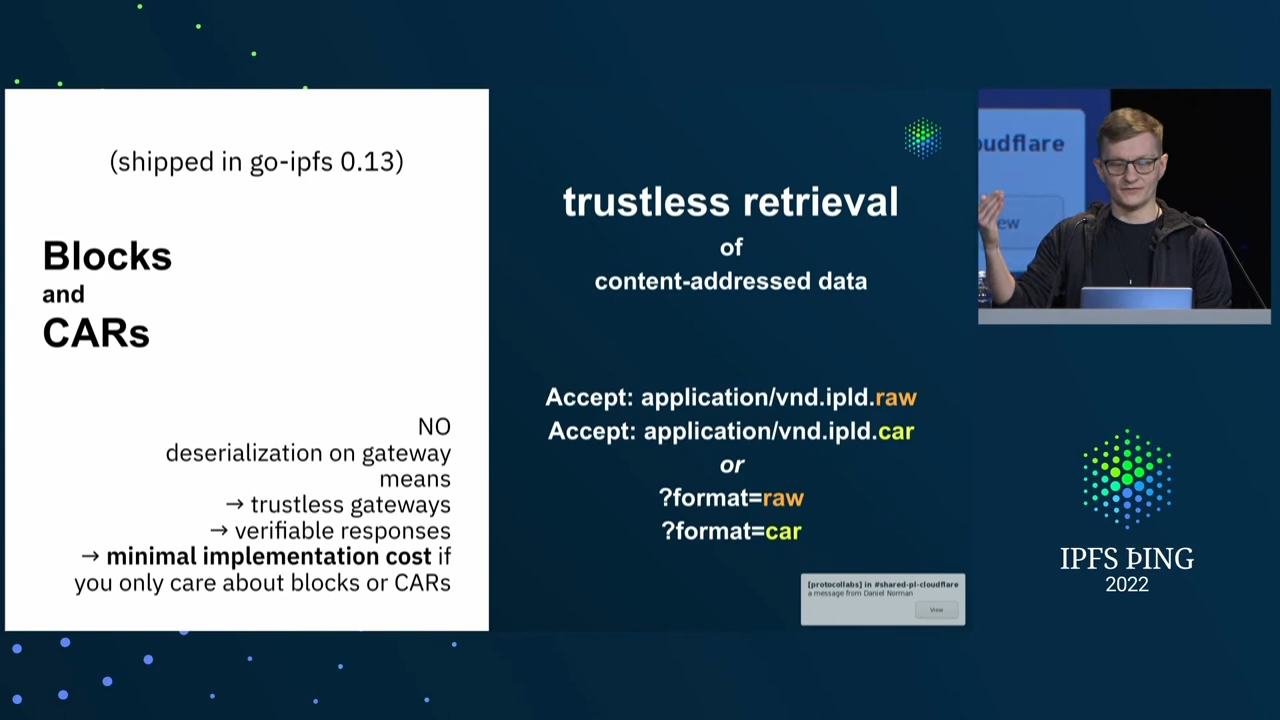 (shipped in go-ipfs 0.13)
Blocks
and
CARs
NO
deserialization on gateway
means
→ trustless gateways
→ verifiable responses
→ minimal implementation cost if
you only care about blocks or CARs
trustless retrieval
of
content-addressed data
Accept: application/vnd.ipld.raw
Accept: application/vnd.ipld.car
or
?format=raw
?format=car
[protocollabs] in #shared-pl-cloudflare
a message from Daniel Norman
View
oudflare
ew
IPFS ÞING
2022